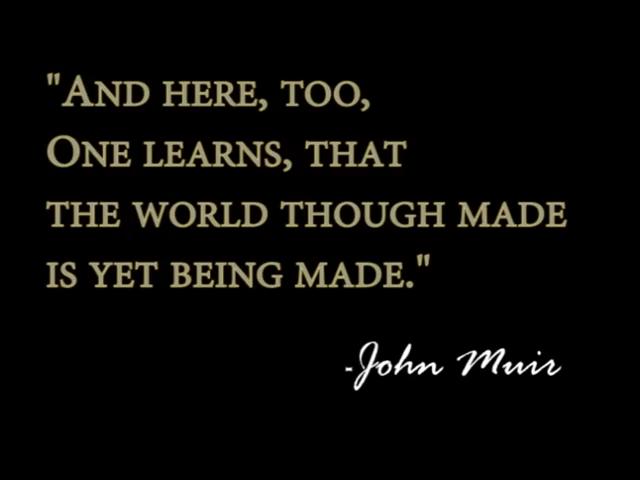 "AND HERE, TOO,
ONE LEARNS, THAT
THE WORLD THOUGH MADE
IS YET BEING MADE."
-John Muir